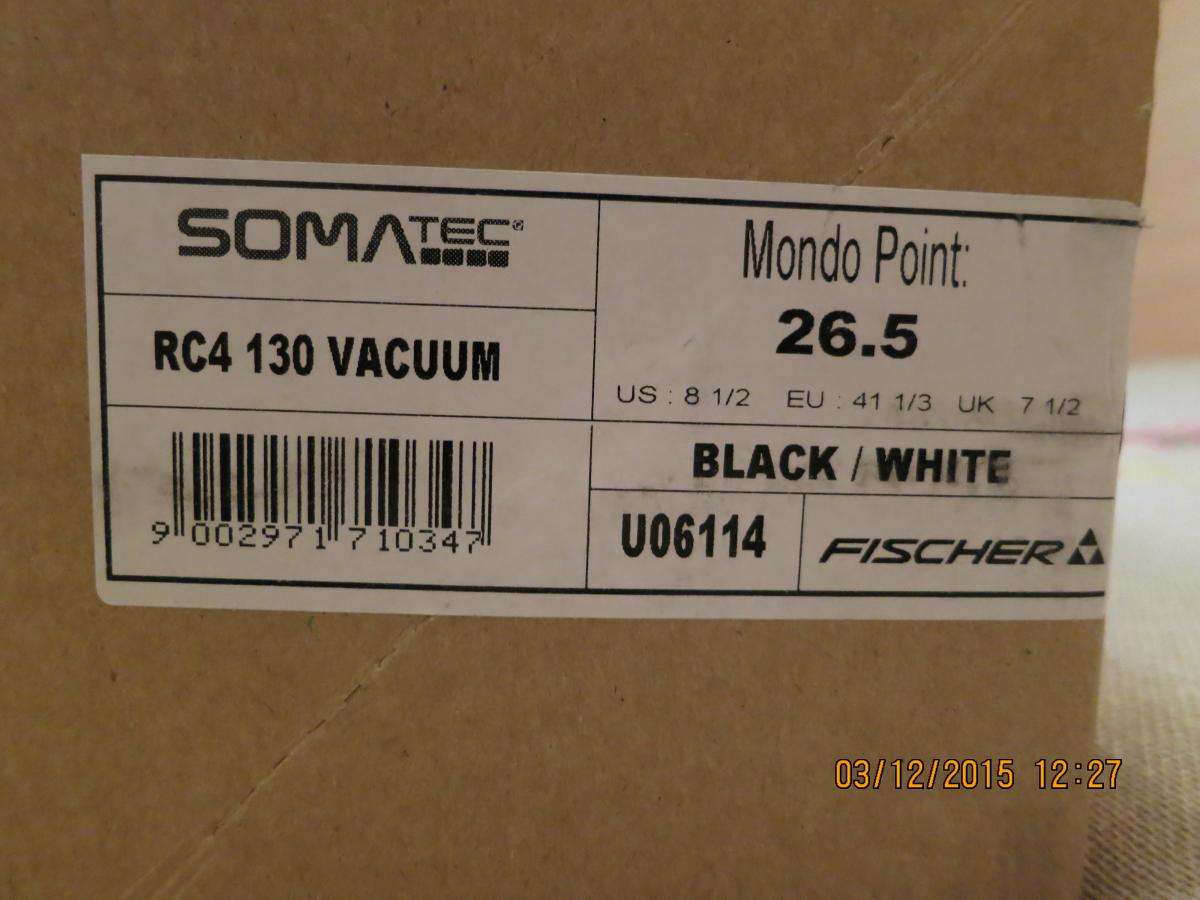 SOMATEC®
RC4 130 VACUUM
9 002971 710347
Mondo Point:
26.5
US : 8 1/2 EU : 41 1/3 UK 7 1/2
BLACK / WHITE
U06114
FISCHER
03/12/2015 12:27